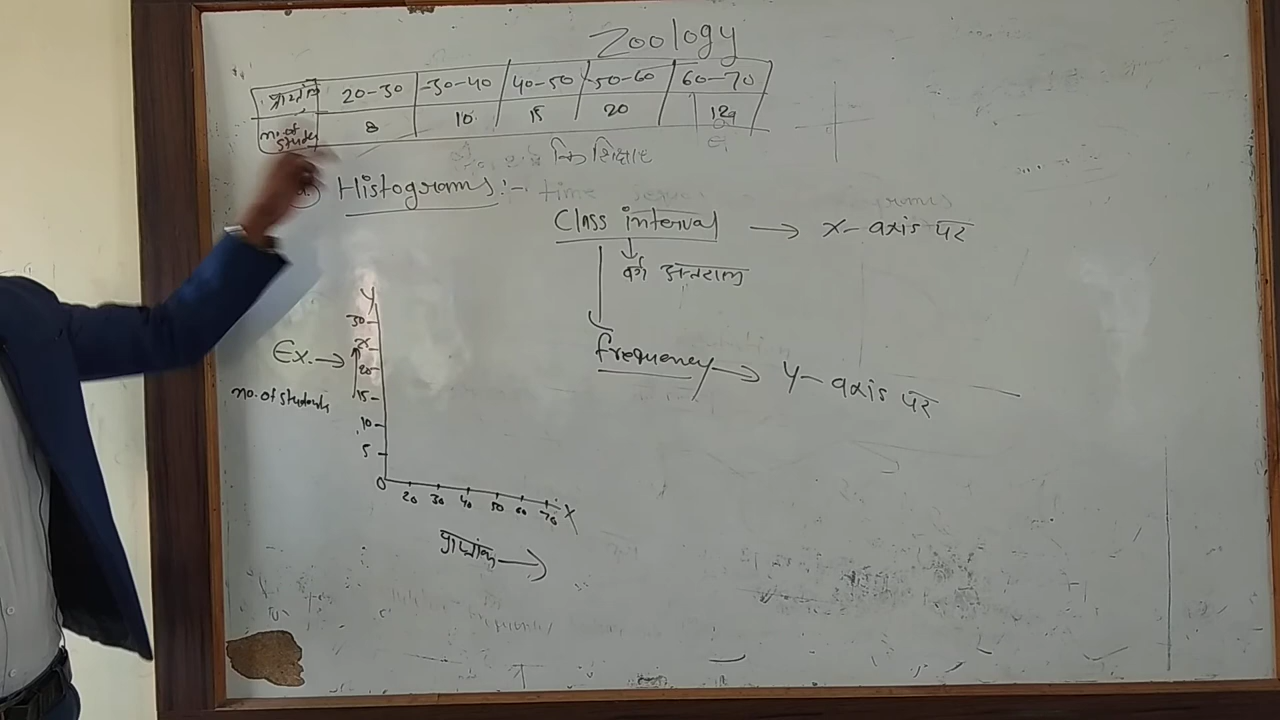 Zoology
प्राप्तांक 20-30 30-40 40-50 50-60 60-70
no. of 8 10 15 20 12
Histograms:-
Class interval → x-axis पर
वर्ग अन्तराल
frequency → Y-axis पर
Y
30
25
Ex. →
20
no. of students
15
10
5
0
20 30 40 50 60 70 X
प्राप्तांक →